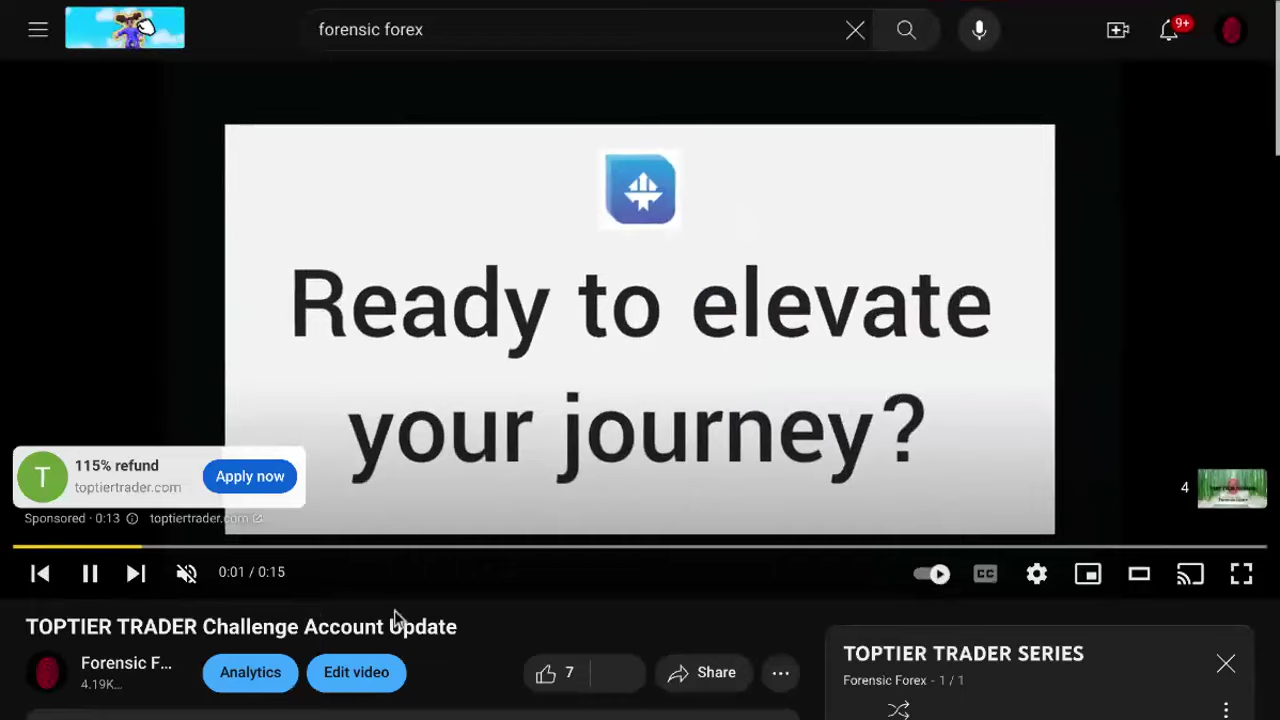 forensic forex
9+
Ready to elevate
your journey?
T
115% refund
toptiertrader.com
Apply now
Sponsored · 0:13
toptiertrader.com
4
0:01 / 0:15
CC
TOPTIER TRADER Challenge Account Update
Forensic F...
4.19K...
Analytics
Edit video
7
Share
TOPTIER TRADER SERIES
Forensic Forex - 1 / 1